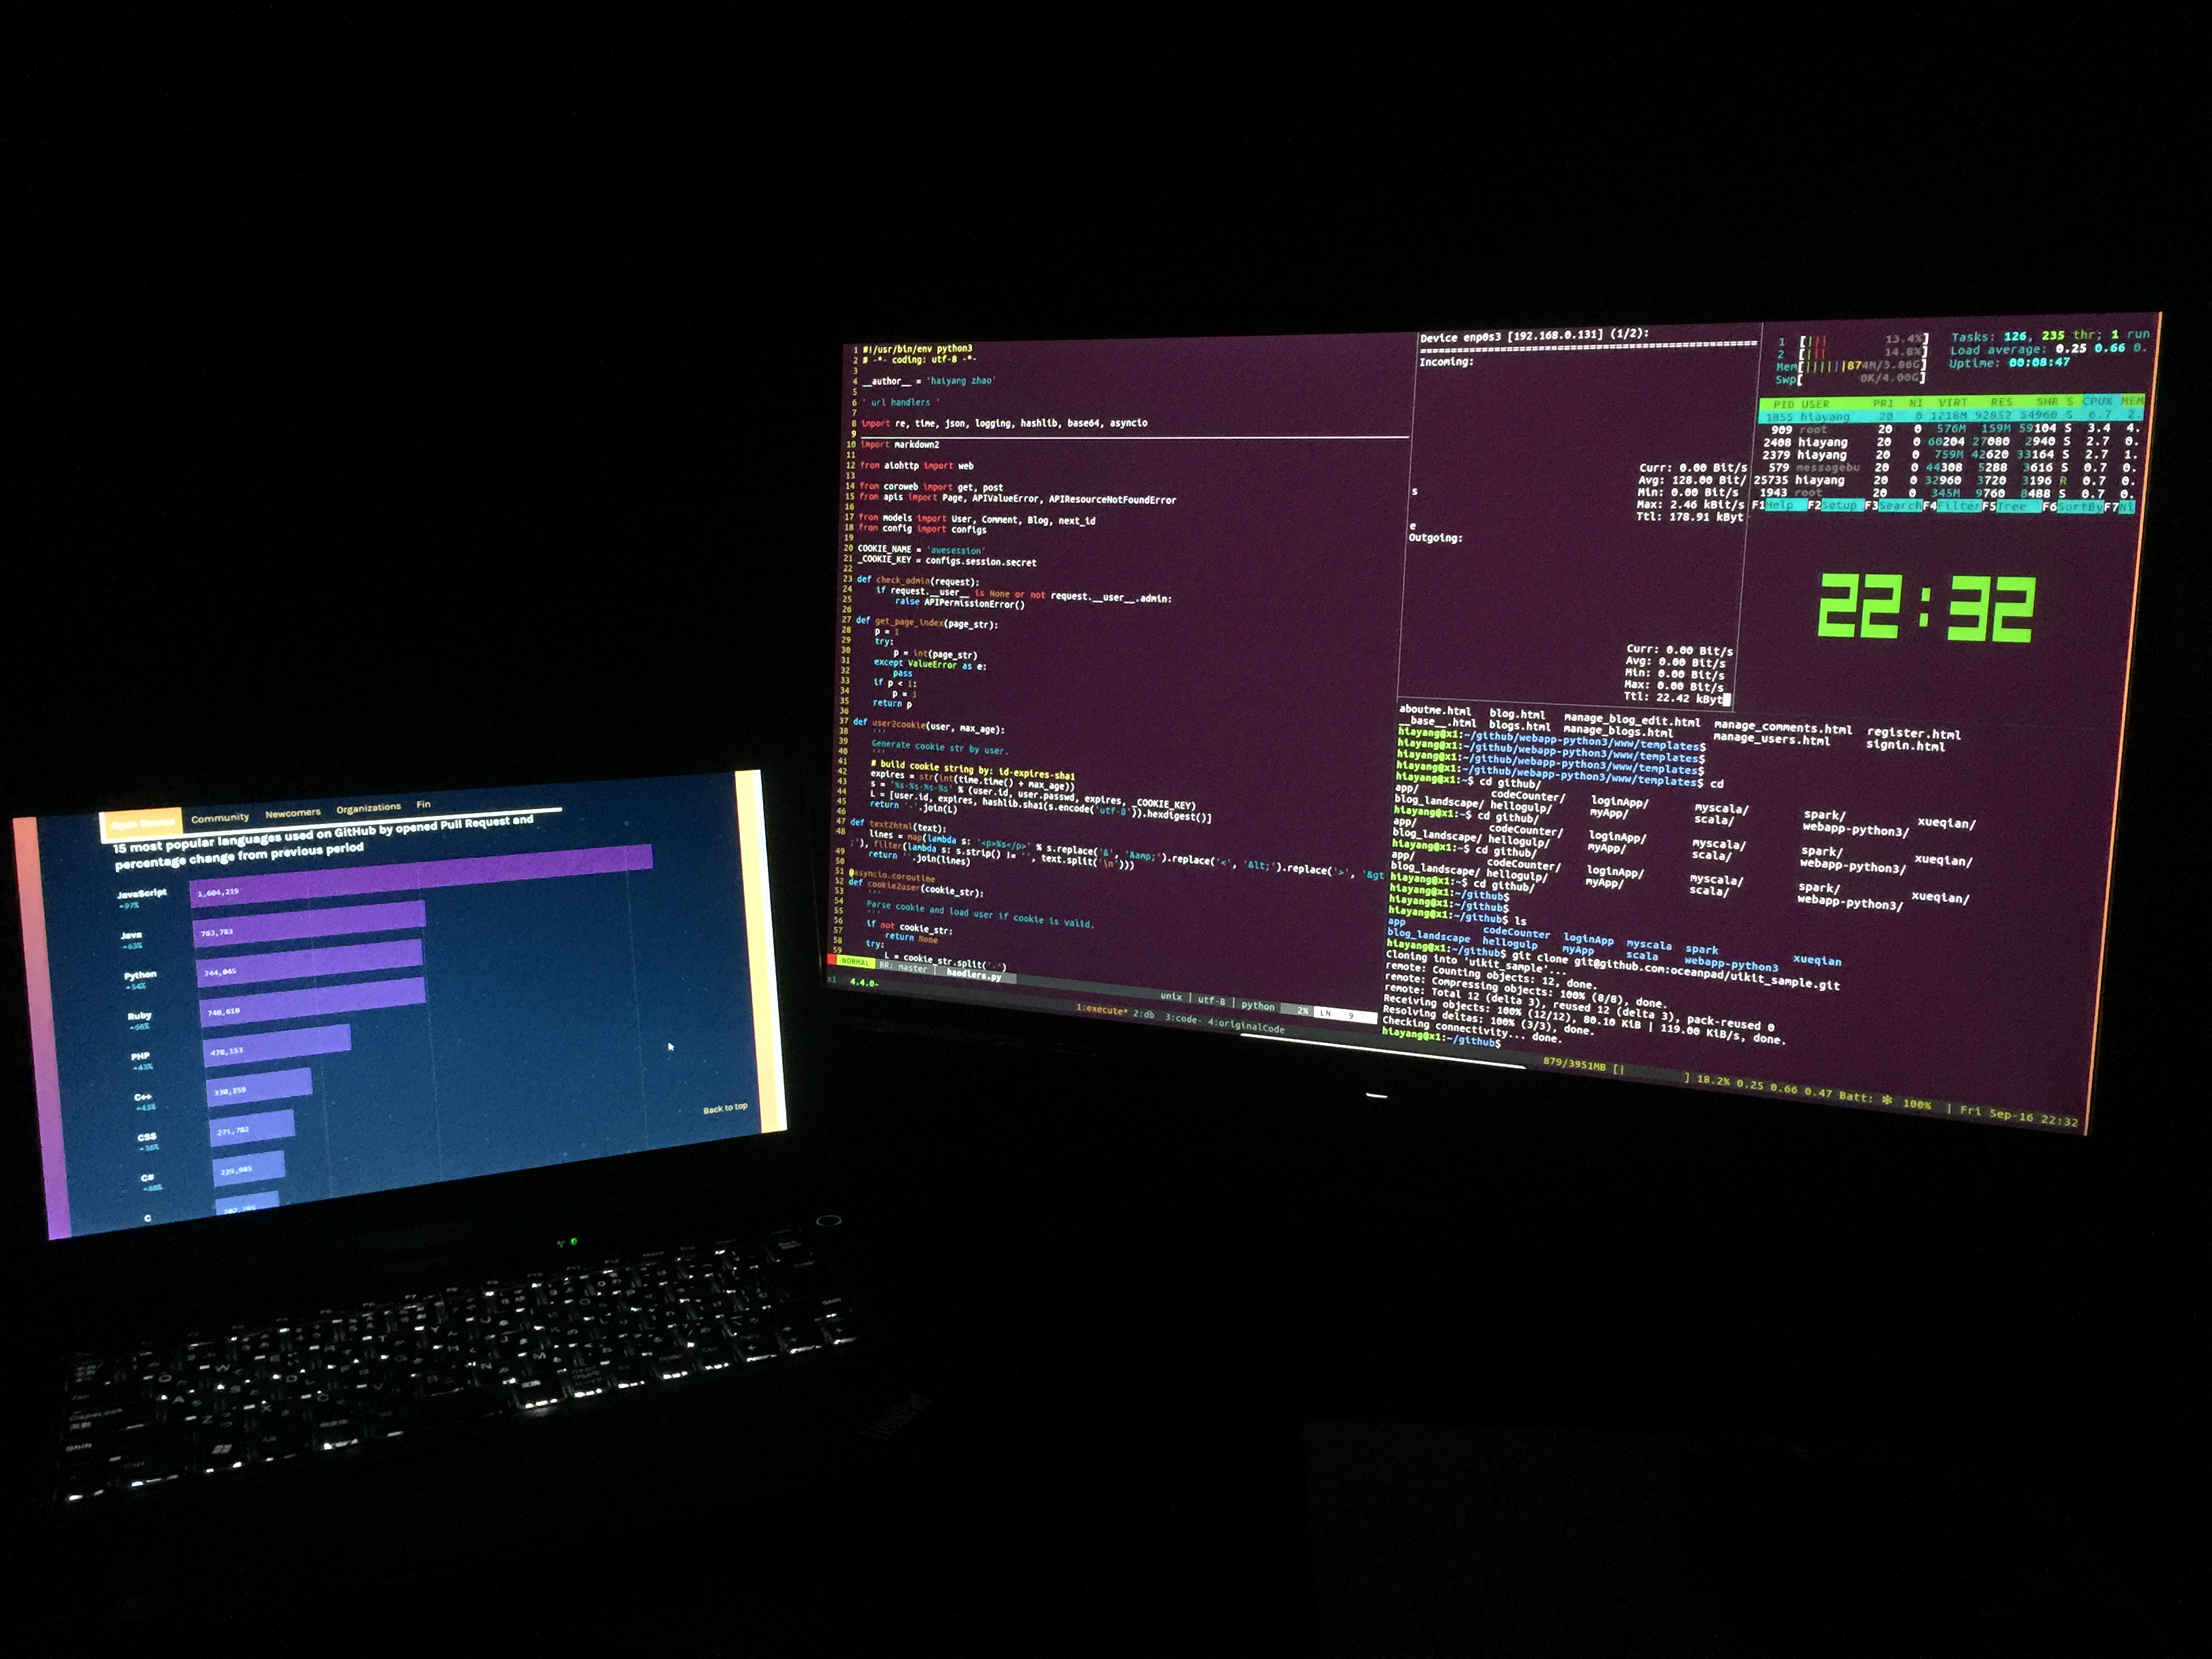 Open Source Community Newcomers Organizations Fin
15 most popular languages used on GitHub by opened Pull Request and
percentage change from previous period
JavaScript 1,604,219
97%
Java 763,783
63%
Python 744,045
54%
Ruby 740,610
66%
PHP 478,153
43%
C++ 330,259
43%
CSS 271,782
36%
C# 229,985
88%
C
Back to top
ThinkPad
1 #!/usr/bin/env python3
2 # -*- coding: utf-8 -*-
3
4 __author__ = 'haiyang zhao'
5
6 ' url handlers '
7
8 import re, time, json, logging, hashlib, base64, asyncio
9
10 import markdown2
11
12 from aiohttp import web
13
14 from coroweb import get, post
15 from apis import Page, APIValueError, APIResourceNotFoundError
16
17 from models import User, Comment, Blog, next_id
18 from config import configs
19
20 COOKIE_NAME = 'awesession'
21 _COOKIE_KEY = configs.session.secret
22
23 def check_admin(request):
24 if request.__user__ is None or not request.__user__.admin:
25 raise APIPermissionError()
26
27 def get_page_index(page_str):
28 p = 1
29 try:
30 p = int(page_str)
31 except ValueError as e:
32 pass
33 if p < 1:
34 p = 1
35 return p
36
37 def user2cookie(user, max_age):
38 '''
39 Generate cookie str by user.
40 '''
41 # build cookie string by: id-expires-sha1
42 expires = str(int(time.time() + max_age))
43 s = '%s-%s-%s-%s' % (user.id, user.passwd, expires, _COOKIE_KEY)
44 L = [user.id, expires, hashlib.sha1(s.encode('utf-8')).hexdigest()]
45 return '-'.join(L)
46
47 def text2html(text):
48 lines = map(lambda s: '<p>%s</p>' % s.replace('&', '&amp;').replace('<', '&lt;').replace('>', '&gt
;'), filter(lambda s: s.strip() != '', text.split('\n')))
49 return ''.join(lines)
50
51 @asyncio.coroutine
52 def cookie2user(cookie_str):
53 '''
54 Parse cookie and load user if cookie is valid.
55 '''
56 if not cookie_str:
57 return None
58 try:
59 L = cookie_str.split('-')
NORMAL BR: master handlers.py unix | utf-8 | python 2% LN 9
x1 4.4.0- 1:execute* 2:db 3:code- 4:originalCode
Device enp0s3 [192.168.0.131] (1/2):
Incoming:
Curr: 0.00 Bit/s
Avg: 128.00 Bit/
s
Min: 0.00 Bit/s
Max: 2.46 kBit/s
Ttl: 178.91 kByt
e
Outgoing:
Curr: 0.00 Bit/s
Avg: 0.00 Bit/s
Min: 0.00 Bit/s
Max: 0.00 Bit/s
Ttl: 22.42 kByt
1 [||| 13.4%] Tasks: 126, 235 thr; 1 run
2 [||| 14.8%] Load average: 0.25 0.66 0.
Mem[||||||874M/3.86G] Uptime: 00:08:47
Swp[ 0K/4.00G]
PID USER PRI NI VIRT RES SHR S CPU% MEM
1855 hiayang 20 0 1218M 92852 54960 S 6.7 2.
909 root 20 0 576M 159M 59104 S 3.4 4.
2408 hiayang 20 0 60204 27080 2940 S 2.7 0.
2379 hiayang 20 0 759M 42620 33164 S 2.7 1.
579 messagebu 20 0 44308 5288 3616 S 0.7 0.
25735 hiayang 20 0 32960 3720 3196 R 0.7 0.
1943 root 20 0 345M 9760 8488 S 0.7 0.
F1Help F2Setup F3Search F4Filter F5Tree F6SortBy F7Ni
22:32
aboutme.html blog.html manage_blog_edit.html manage_comments.html register.html
__base__.html blogs.html manage_blogs.html manage_users.html signin.html
hiayang@x1:~/github/webapp-python3/www/templates$
hiayang@x1:~/github/webapp-python3/www/templates$
hiayang@x1:~/github/webapp-python3/www/templates$
hiayang@x1:~/github/webapp-python3/www/templates$ cd
hiayang@x1:~$ cd github/
app/ codeCounter/ loginApp/ myscala/ spark/ xueqian/
blog_landscape/ hellogulp/ myApp/ scala/ webapp-python3/
hiayang@x1:~$ cd github/
app/ codeCounter/ loginApp/ myscala/ spark/ xueqian/
blog_landscape/ hellogulp/ myApp/ scala/ webapp-python3/
hiayang@x1:~$ cd github/
app/ codeCounter/ loginApp/ myscala/ spark/ xueqian/
blog_landscape/ hellogulp/ myApp/ scala/ webapp-python3/
hiayang@x1:~$ cd github/
hiayang@x1:~/github$
hiayang@x1:~/github$
hiayang@x1:~/github$ ls
app codeCounter loginApp myscala spark xueqian
blog_landscape hellogulp myApp scala webapp-python3
hiayang@x1:~/github$ git clone git@github.com:oceanpad/uikit_sample.git
Cloning into 'uikit_sample'...
remote: Counting objects: 12, done.
remote: Compressing objects: 100% (8/8), done.
remote: Total 12 (delta 3), reused 12 (delta 3), pack-reused 0
Receiving objects: 100% (12/12), 80.10 KiB | 119.00 KiB/s, done.
Resolving deltas: 100% (3/3), done.
Checking connectivity... done.
hiayang@x1:~/github$
879/3951MB [| ] 18.2% 0.25 0.66 0.47 Batt: 100% | Fri Sep-16 22:32